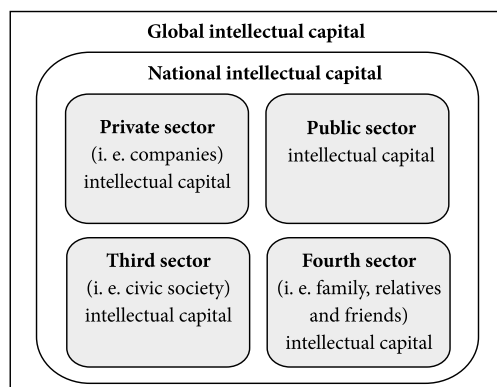 Global intellectual capital
National intellectual capital
Private sector
(i. e. companies)
intellectual capital
Public sector
intellectual capital
Third sector
(i. e. civic society)
intellectual capital
Fourth sector
(i. e. family, relatives
and friends)
intellectual capital